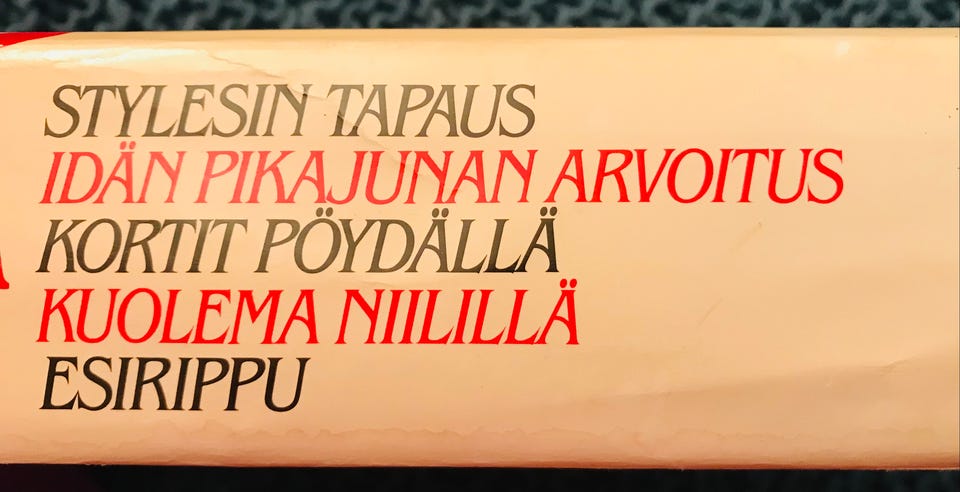 STYLESIN TAPAUS
IDÄN PIKAJUNAN ARVOITUS
KORTIT PÖYDÄLLÄ
KUOLEMA NIILILLÄ
ESIRIPPU